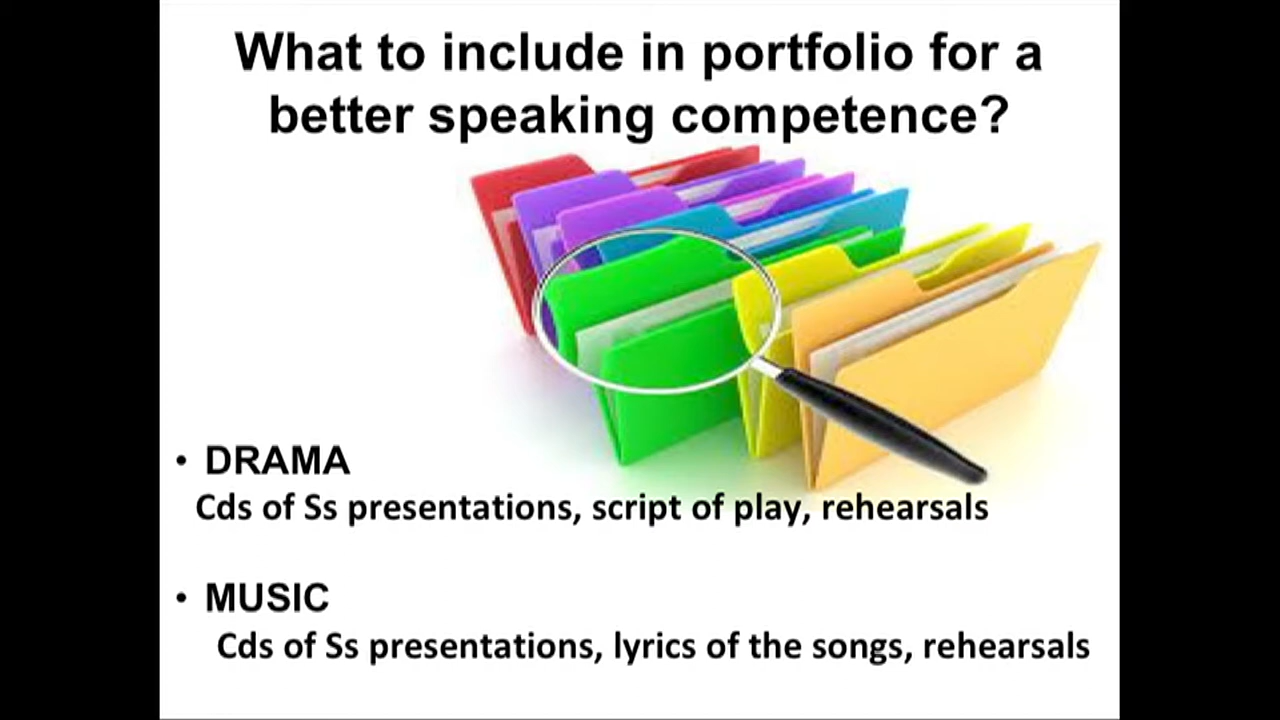 What to include in portfolio for a
better speaking competence?
• DRAMA
Cds of Ss presentations, script of play, rehearsals
• MUSIC
Cds of Ss presentations, lyrics of the songs, rehearsals